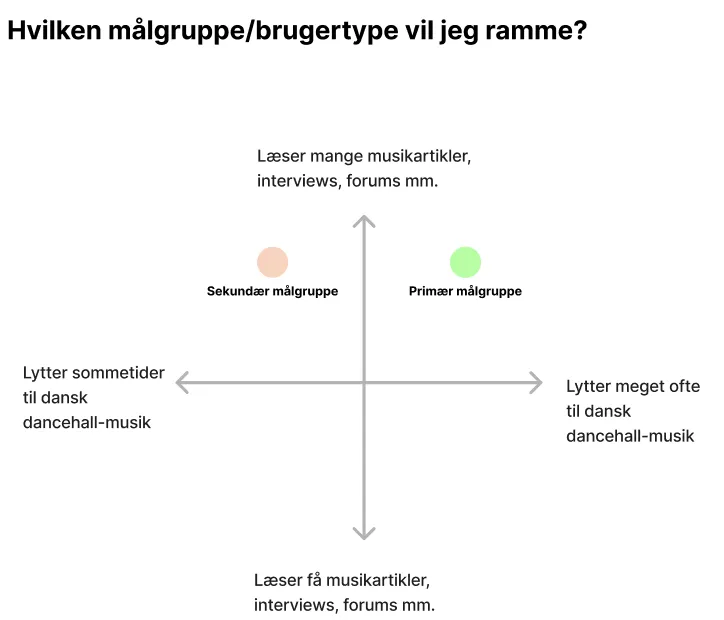 Hvilken målgruppe/brugertype vil jeg ramme?
Læser mange musikartikler,
interviews, forums mm.
Sekundær målgruppe
Primær målgruppe
Lytter sommetider
til dansk
dancehall-musik
Lytter meget ofte
til dansk
dancehall-musik
Læser få musikartikler,
interviews, forums mm.